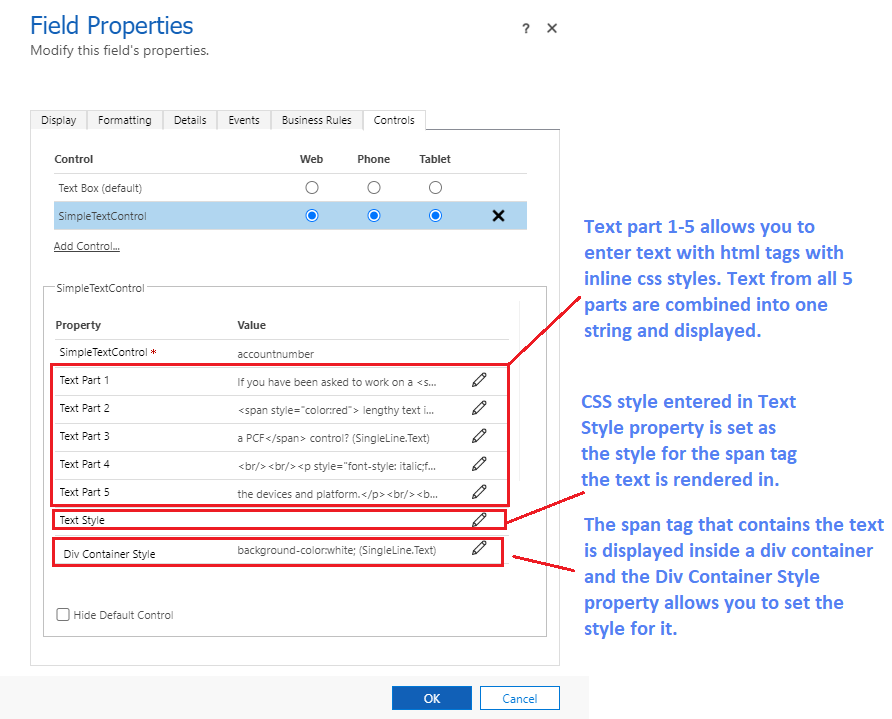 Field Properties
? ✕
Modify this field's properties.
Display Formatting Details Events Business Rules Controls
Control Web Phone Tablet
Text Box (default)
SimpleTextControl
Add Control...
SimpleTextControl
Property Value
SimpleTextControl * accountnumber
Text Part 1 If you have been asked to work on a <s...
Text Part 2 <span style="color:red"> lengthy text i...
Text Part 3 a PCF</span> control? (SingleLine.Text)
Text Part 4 <br/><br/><p style="font-style: italic;f...
Text Part 5 the devices and platform.</p><br/><b...
Text Style
Div Container Style background-color:white; (SingleLine.Text)
Hide Default Control
OK Cancel
Text part 1-5 allows you to
enter text with html tags with
inline css styles. Text from all 5
parts are combined into one
string and displayed.
CSS style entered in Text
Style property is set as
the style for the span tag
the text is rendered in.
The span tag that contains the text
is displayed inside a div container
and the Div Container Style
property allows you to set the
style for it.